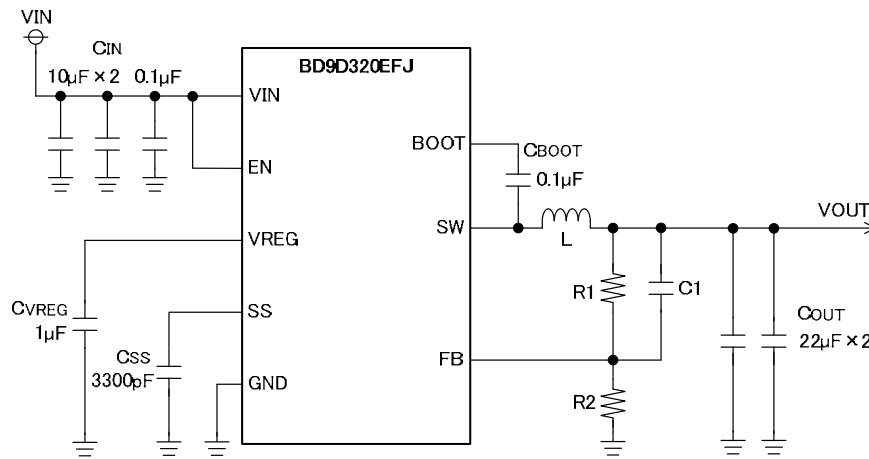 VIN
CIN
10μF×2 0.1μF
BD9D320EFJ
VIN
BOOT
CBOOT
0.1μF
EN
SW
L
VOUT
VREG
R1
C1
CVREG
1μF
SS
COUT
22μF×2
CSS
3300pF
FB
GND
R2